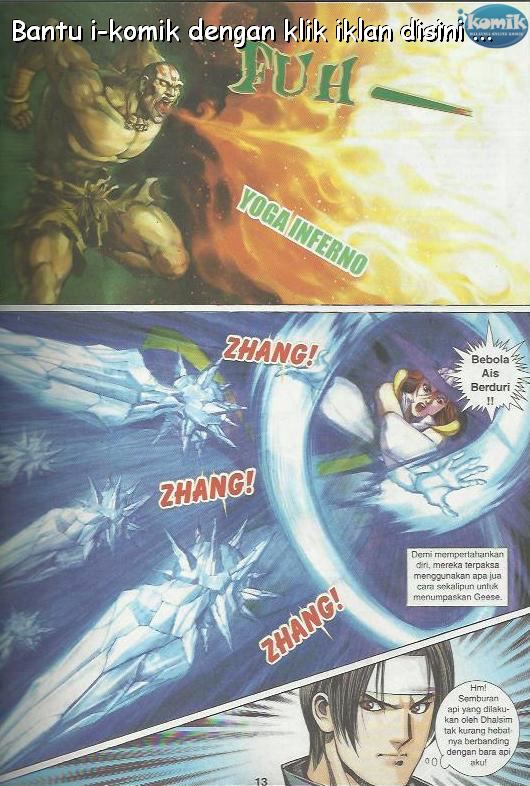 Bantu i-komik dengan klik iklan disini ...
ikomik
FUH
YOGA INFERNO
ZHANG!
Bebola
Ais
Berduri
!!
ZHANG!
Demi mempertahankan
diri, mereka terpaksa
menggunakan apa jua
cara sekalipun untuk
menumpaskan Geese.
ZHANG!
Hm!
Semburan
api yang dilaku-
kan oleh Dhalsim
tak kurang hebat-
nya berbanding
dengan bara api
aku!
13